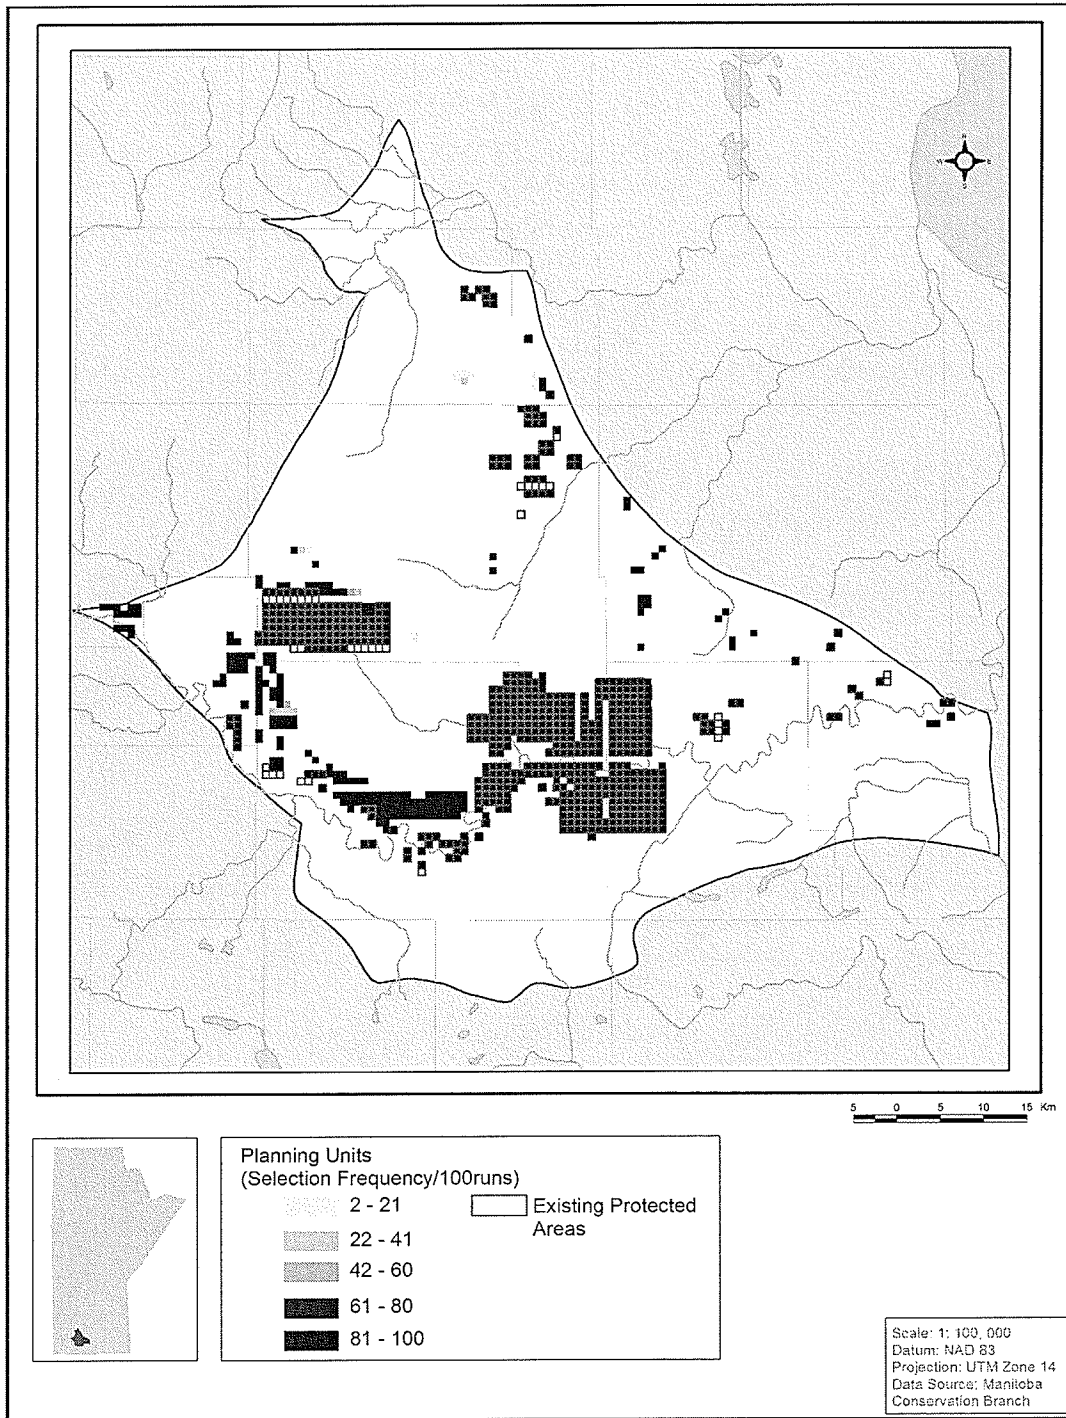 N
W E
S
5 0 5 10 15 Km
Planning Units
(Selection Frequency/100runs)
2 - 21
22 - 41
42 - 60
61 - 80
81 - 100
Existing Protected
Areas
Scale: 1: 100, 000
Datum: NAD 83
Projection: UTM Zone 14
Data Source: Manitoba
Conservation Branch